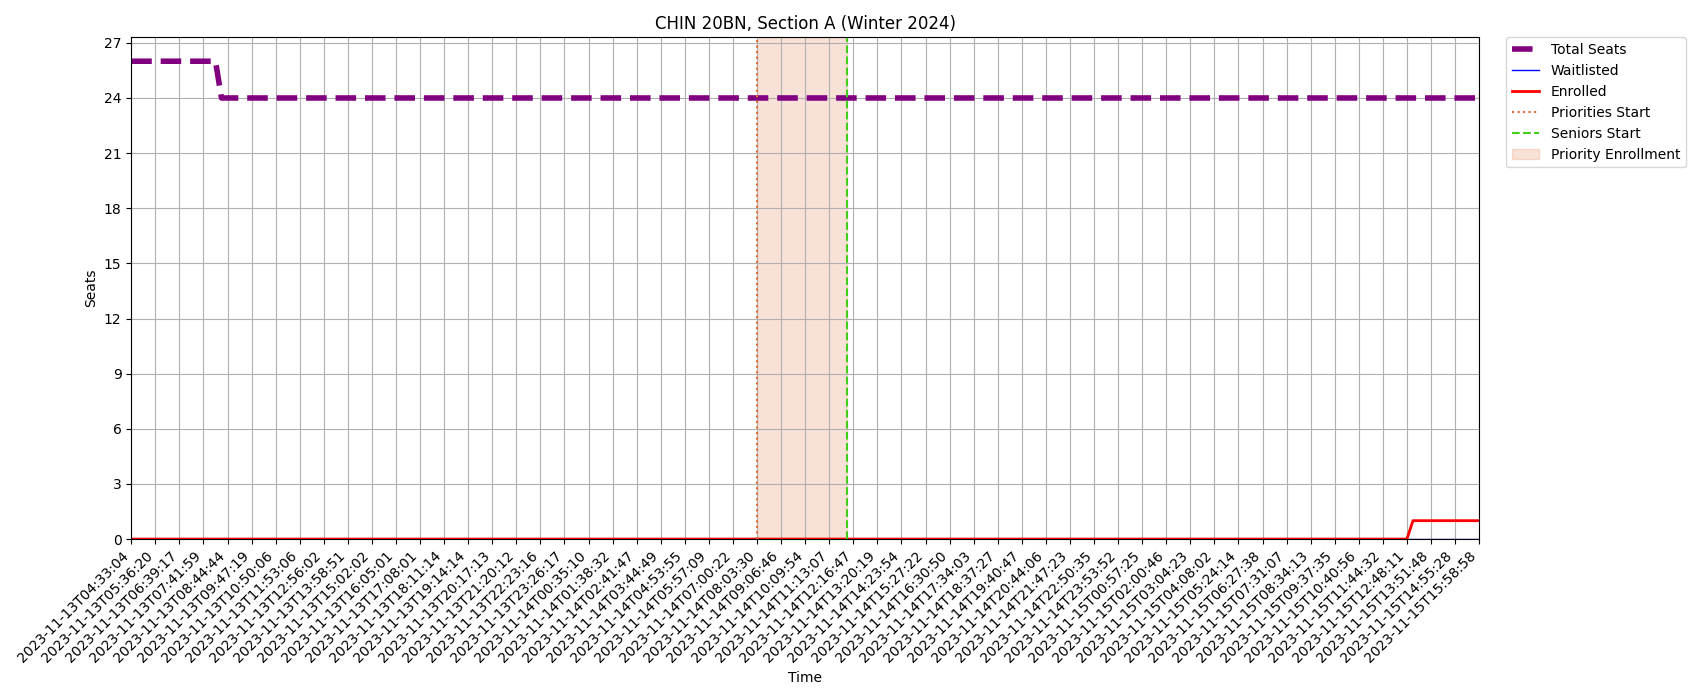 CHIN 20BN, Section A (Winter 2024)
27
24
21
18
15
12
9
6
3
0
Seats
Total Seats
Waitlisted
Enrolled
Priorities Start
Seniors Start
Priority Enrollment
2023-11-13T04:33:04
2023-11-13T05:36:20
2023-11-13T06:39:17
2023-11-13T07:41:59
2023-11-13T08:44:44
2023-11-13T09:47:19
2023-11-13T10:50:06
2023-11-13T11:53:06
2023-11-13T12:56:02
2023-11-13T13:58:51
2023-11-13T15:02:02
2023-11-13T16:05:01
2023-11-13T17:08:01
2023-11-13T18:11:14
2023-11-13T19:14:14
2023-11-13T20:17:13
2023-11-13T21:20:12
2023-11-13T22:23:16
2023-11-13T23:26:17
2023-11-14T00:35:10
2023-11-14T01:38:32
2023-11-14T02:41:47
2023-11-14T03:44:49
2023-11-14T04:53:55
2023-11-14T05:57:09
2023-11-14T07:00:22
2023-11-14T08:03:30
2023-11-14T09:06:46
2023-11-14T10:09:54
2023-11-14T11:13:07
2023-11-14T12:16:47
2023-11-14T13:20:19
2023-11-14T14:23:54
2023-11-14T15:27:22
2023-11-14T16:30:50
2023-11-14T17:34:03
2023-11-14T18:37:27
2023-11-14T19:40:47
2023-11-14T20:44:06
2023-11-14T21:47:23
2023-11-14T22:50:35
2023-11-14T23:53:52
2023-11-15T00:57:25
2023-11-15T02:00:46
2023-11-15T03:04:23
2023-11-15T04:08:02
2023-11-15T05:24:14
2023-11-15T06:27:38
2023-11-15T07:31:07
2023-11-15T08:34:13
2023-11-15T09:37:35
2023-11-15T10:40:56
2023-11-15T11:44:32
2023-11-15T12:48:11
2023-11-15T13:51:48
2023-11-15T14:55:28
2023-11-15T15:58:58
Time